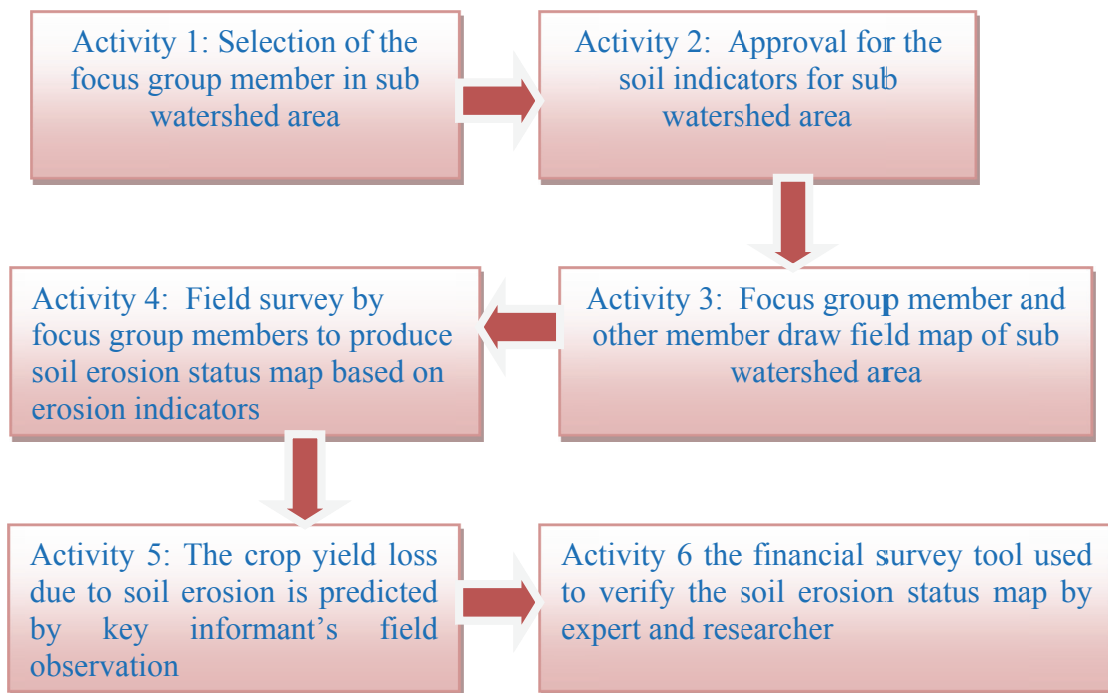 Activity 1: Selection of the
focus group member in sub
watershed area
Activity 2: Approval for the
soil indicators for sub
watershed area
Activity 3: Focus group member and
other member draw field map of sub
watershed area
Activity 4: Field survey by
focus group members to produce
soil erosion status map based on
erosion indicators
Activity 5: The crop yield loss
due to soil erosion is predicted
by key informant's field
observation
Activity 6 the financial survey tool used
to verify the soil erosion status map by
expert and researcher